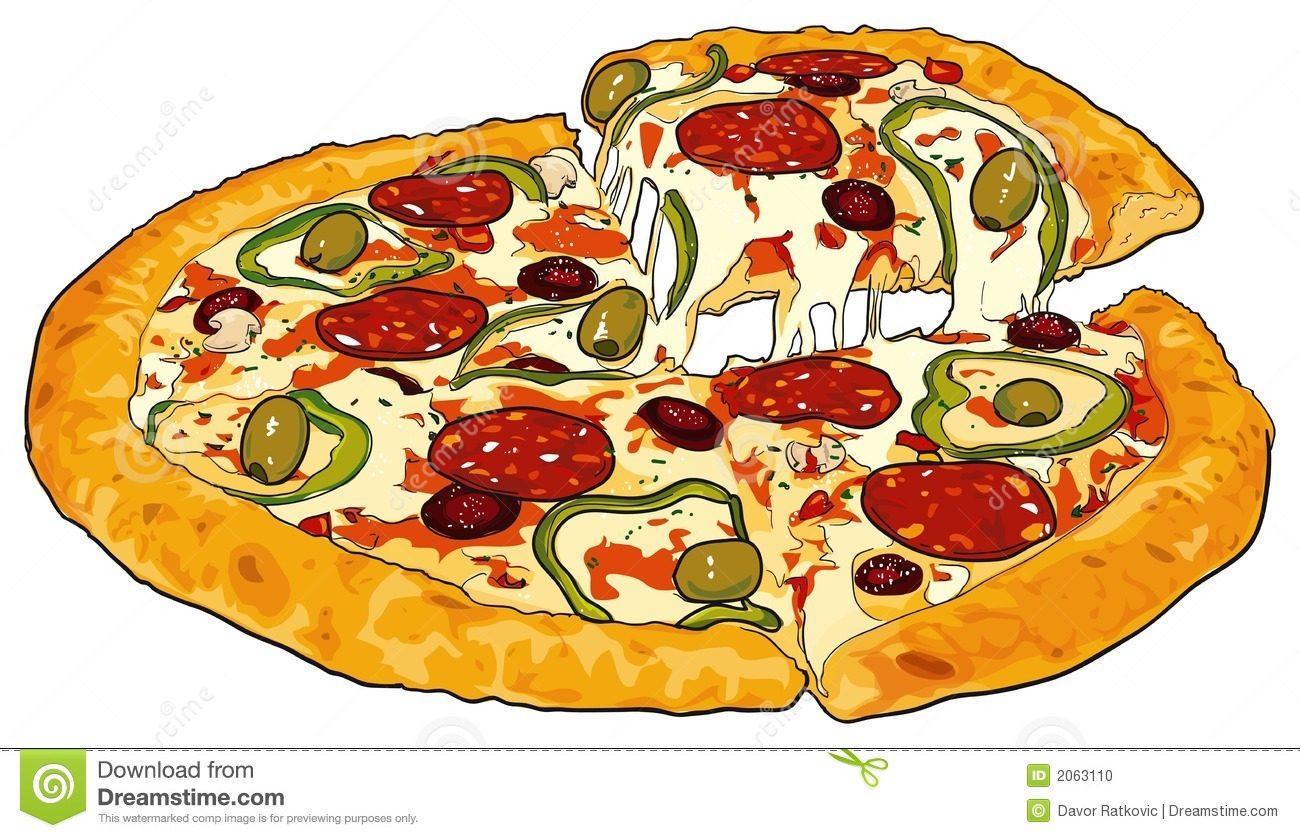 dreamstime
Download from
Dreamstime.com
This watermarked comp image is for previewing purposes only.
ID 2063110
© Davor Ratkovic | Dreamstime.com